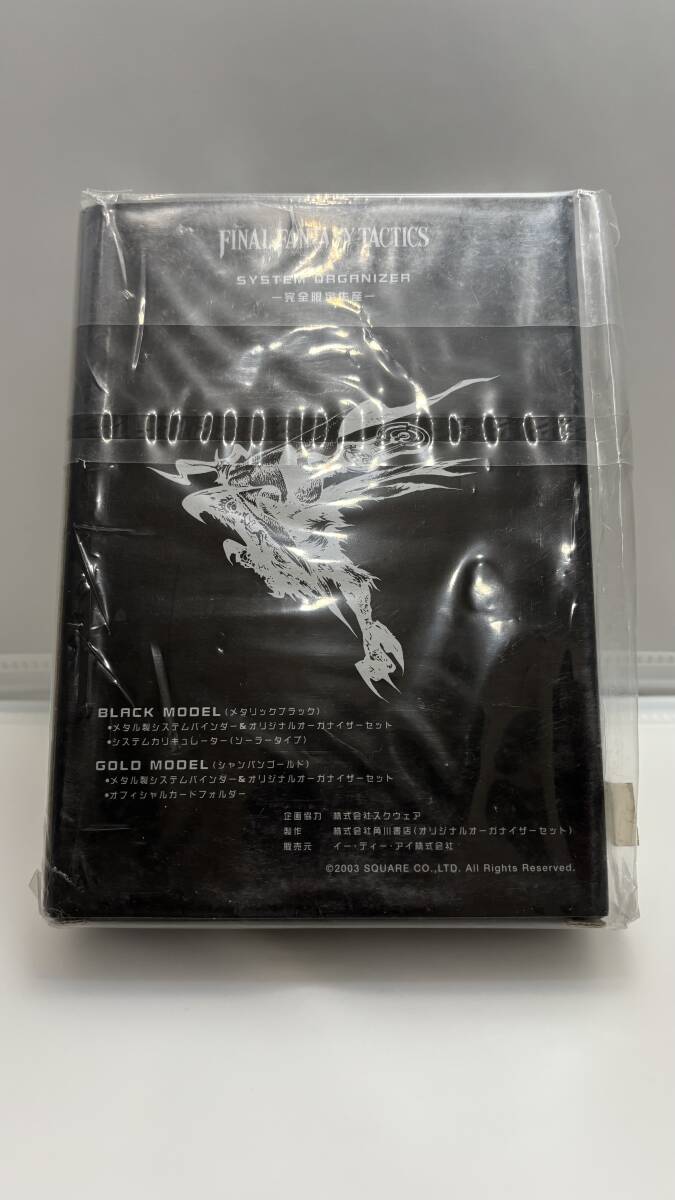 FINAL FANTASY TACTICS
SYSTEM ORGANIZER
－完全限定生産－
BLACK MODEL(メタリックブラック)
•メタル製システムバインダー&オリジナルオーガナイザーセット
•システムカリキュレーター(ソーラータイプ)
GOLD MODEL(シャンパンゴールド)
•メタル製システムバインダー&オリジナルオーガナイザーセット
•オフィシャルカードフォルダー
企画協力 株式会社スクウェア
製作 株式会社角川書店(オリジナルオーガナイザーセット)
販売元 イー・ディー・アイ株式会社
©2003 SQUARE CO.,LTD. All Rights Reserved.